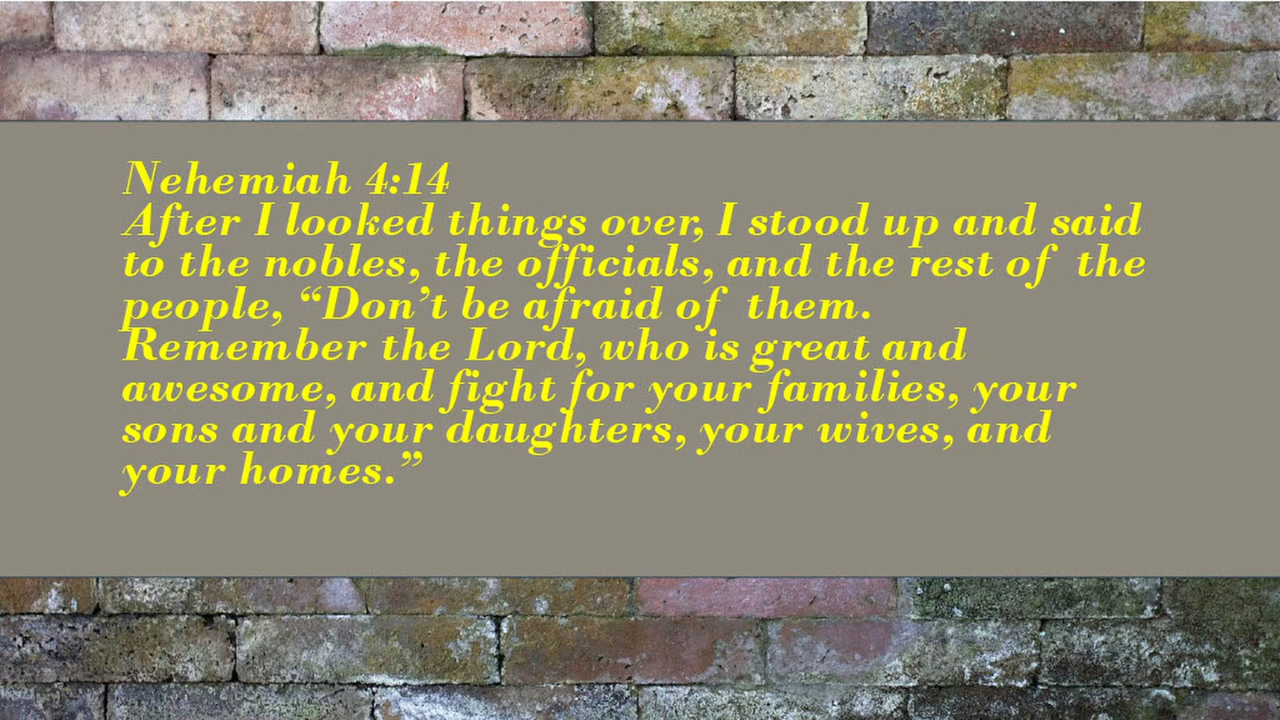 Nehemiah 4:14
After I looked things over, I stood up and said
to the nobles, the officials, and the rest of the
people, “Don’t be afraid of them.
Remember the Lord, who is great and
awesome, and fight for your families, your
sons and your daughters, your wives, and
your homes.”